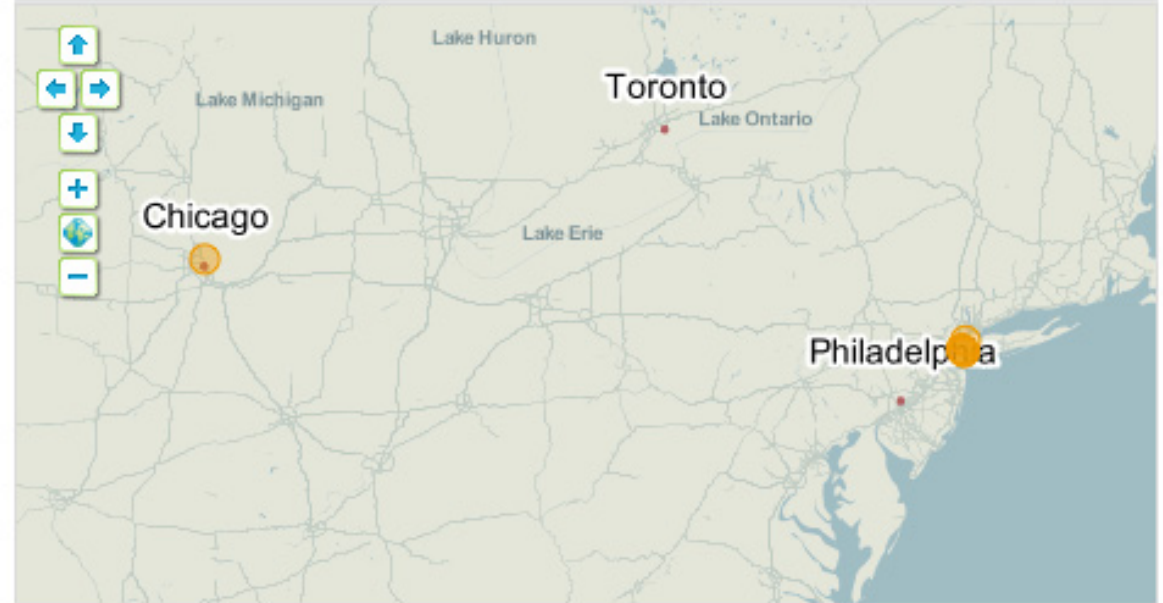 Lake Huron
Toronto
Lake Michigan
Lake Ontario
Chicago
Lake Erie
Philadelphia